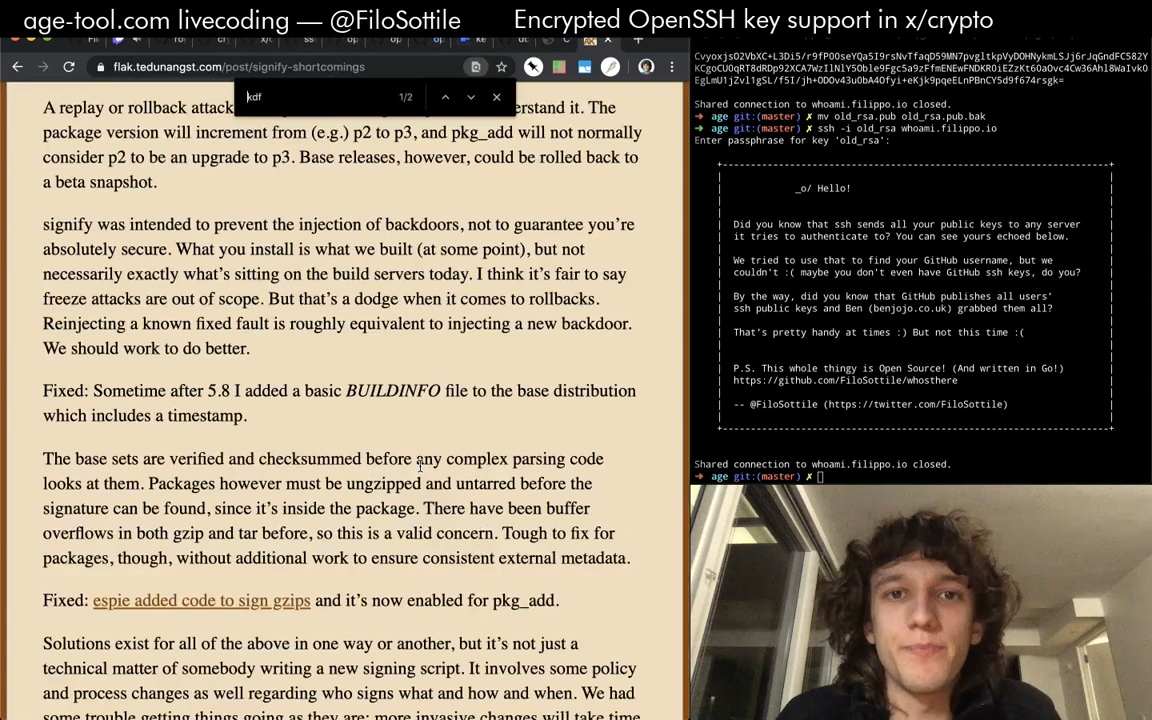 age-tool.com livecoding — @FiloSottile
Encrypted OpenSSH key support in x/crypto
flak.tedunangst.com/post/signify-shortcomings
kdf
1/2
A replay or rollback attack
erstand it. The
package version will increment from (e.g.) p2 to p3, and pkg_add will not normally
consider p2 to be an upgrade to p3. Base releases, however, could be rolled back to
a beta snapshot.
signify was intended to prevent the injection of backdoors, not to guarantee you’re
absolutely secure. What you install is what we built (at some point), but not
necessarily exactly what’s sitting on the build servers today. I think it’s fair to say
freeze attacks are out of scope. But that’s a dodge when it comes to rollbacks.
Reinjecting a known fixed fault is roughly equivalent to injecting a new backdoor.
We should work to do better.
Fixed: Sometime after 5.8 I added a basic BUILDINFO file to the base distribution
which includes a timestamp.
The base sets are verified and checksummed before any complex parsing code
looks at them. Packages however must be ungzipped and untarred before the
signature can be found, since it’s inside the package. There have been buffer
overflows in both gzip and tar before, so this is a valid concern. Tough to fix for
packages, though, without additional work to ensure consistent external metadata.
Fixed: espie added code to sign gzips and it’s now enabled for pkg_add.
Solutions exist for all of the above in one way or another, but it’s not just a
technical matter of somebody writing a new signing script. It involves some policy
and process changes as well regarding who signs what and how and when. We had
some trouble getting things going as they are; more invasive changes will take time
Shared connection to whoami.filippo.io closed.
➜ age git:(master) ✗ mv old_rsa.pub old_rsa.pub.bak
➜ age git:(master) ✗ ssh -i old_rsa whoami.filippo.io
Enter passphrase for key 'old_rsa':
_o/ Hello!
Did you know that ssh sends all your public keys to any server
it tries to authenticate to? You can see yours echoed below.
We tried to use that to find your GitHub username, but we
couldn't :( maybe you don't even have GitHub ssh keys, do you?
By the way, did you know that GitHub publishes all users'
ssh public keys and Ben (benjojo.co.uk) grabbed them all?
That's pretty handy at times :) But not this time :(
P.S. This whole thingy is Open Source! (And written in Go!)
https://github.com/FiloSottile/whosthere
-- @FiloSottile (https://twitter.com/FiloSottile)
Shared connection to whoami.filippo.io closed.
➜ age git:(master) ✗